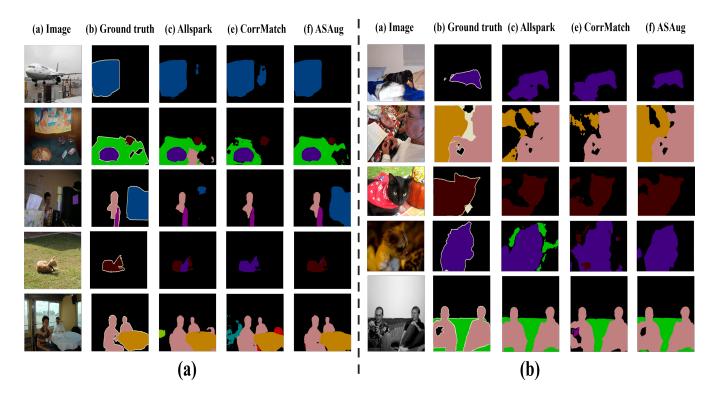 (a) Image (b) Ground truth (c) Allspark (e) CorrMatch (f) ASAug
(a) Image (b) Ground truth (c) Allspark (e) CorrMatch (f) ASAug
(a)
(b)